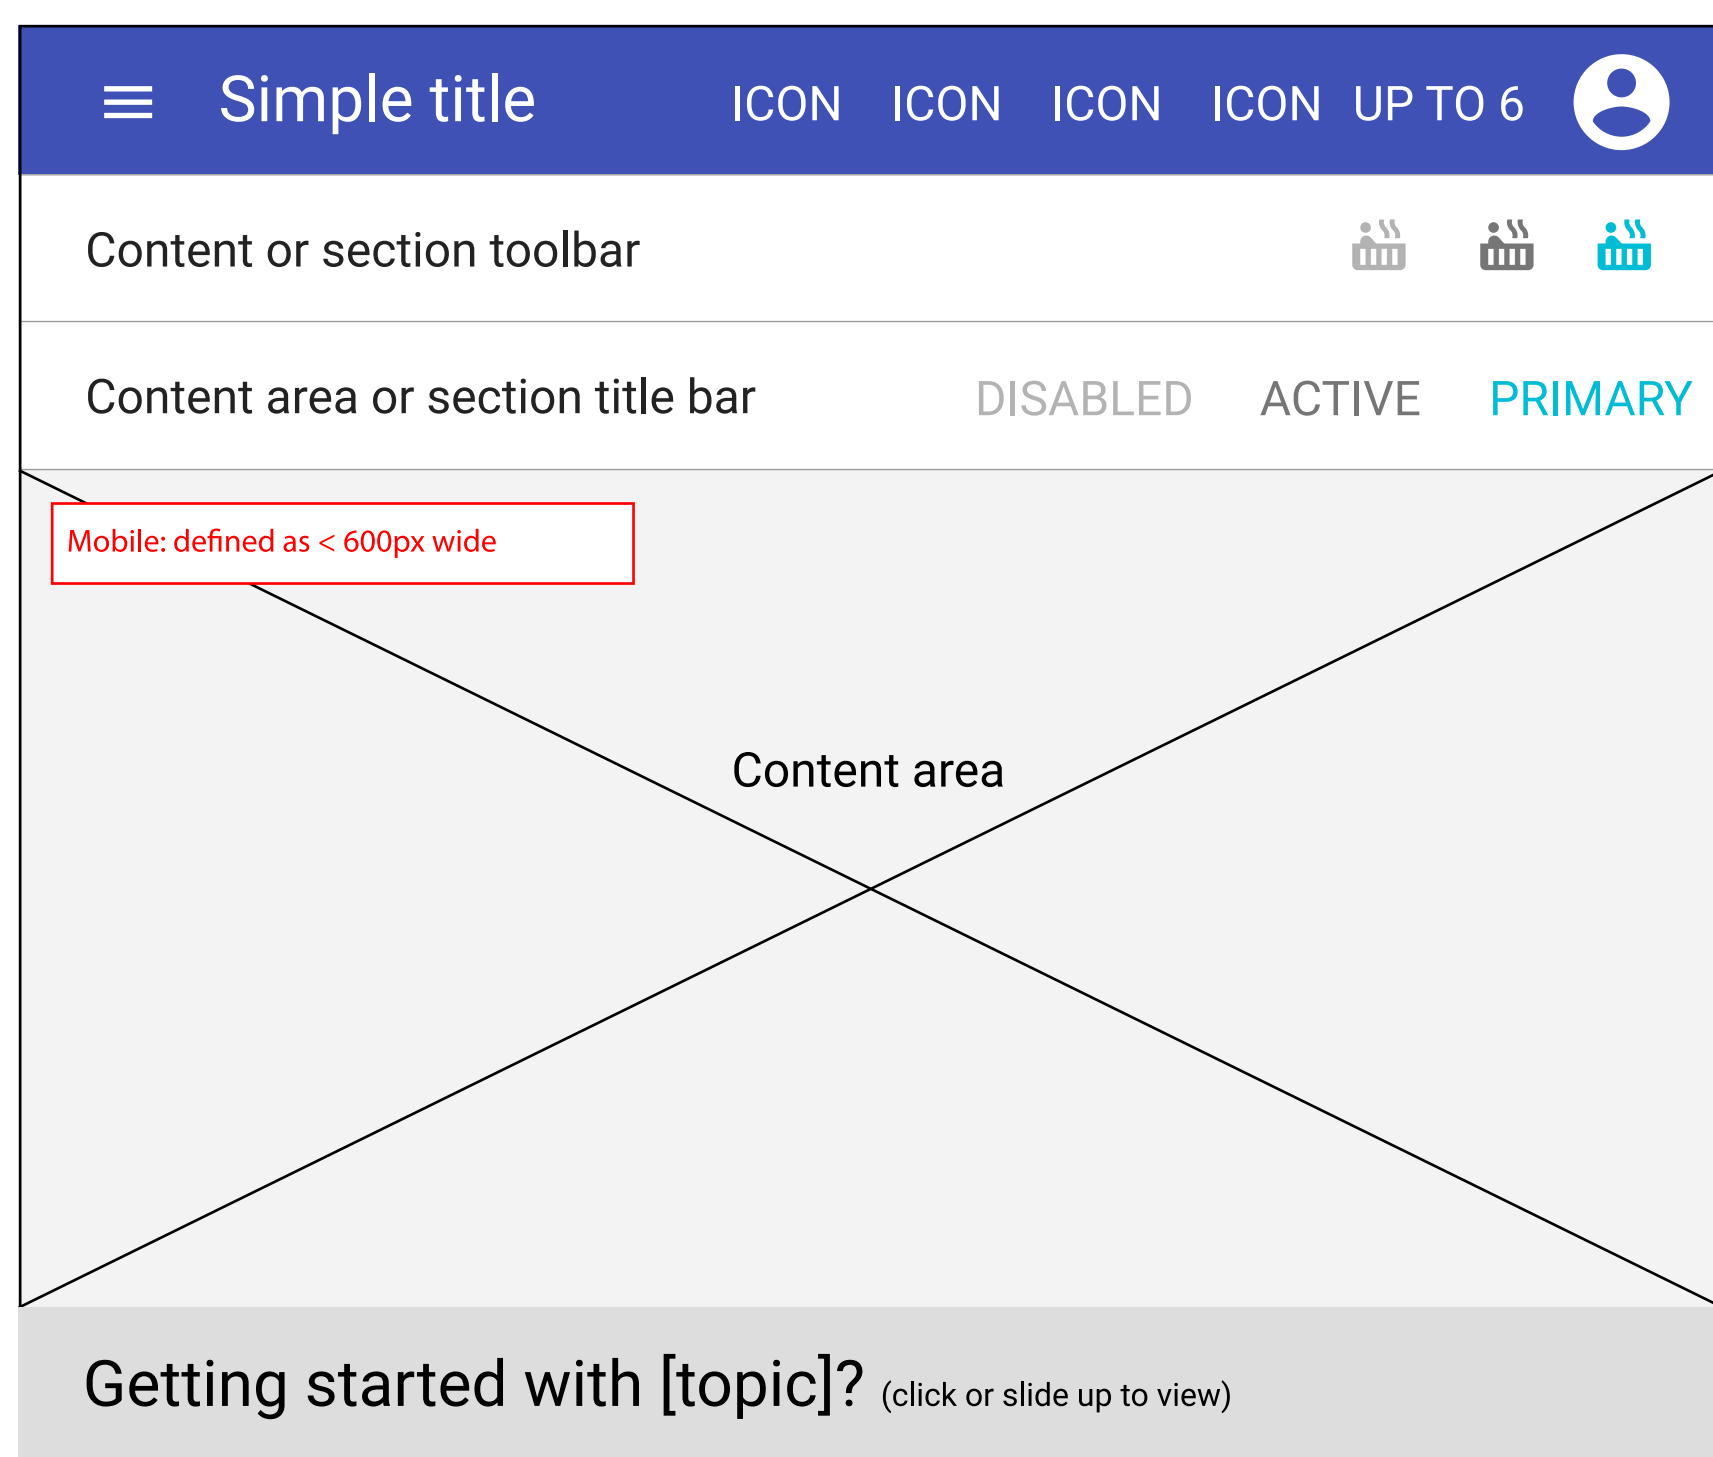 Simple title ICON ICON ICON ICON UP TO 6
Content or section toolbar
Content area or section title bar DISABLED ACTIVE PRIMARY
Mobile: defined as < 600px wide
Content area
Getting started with [topic]? (click or slide up to view)